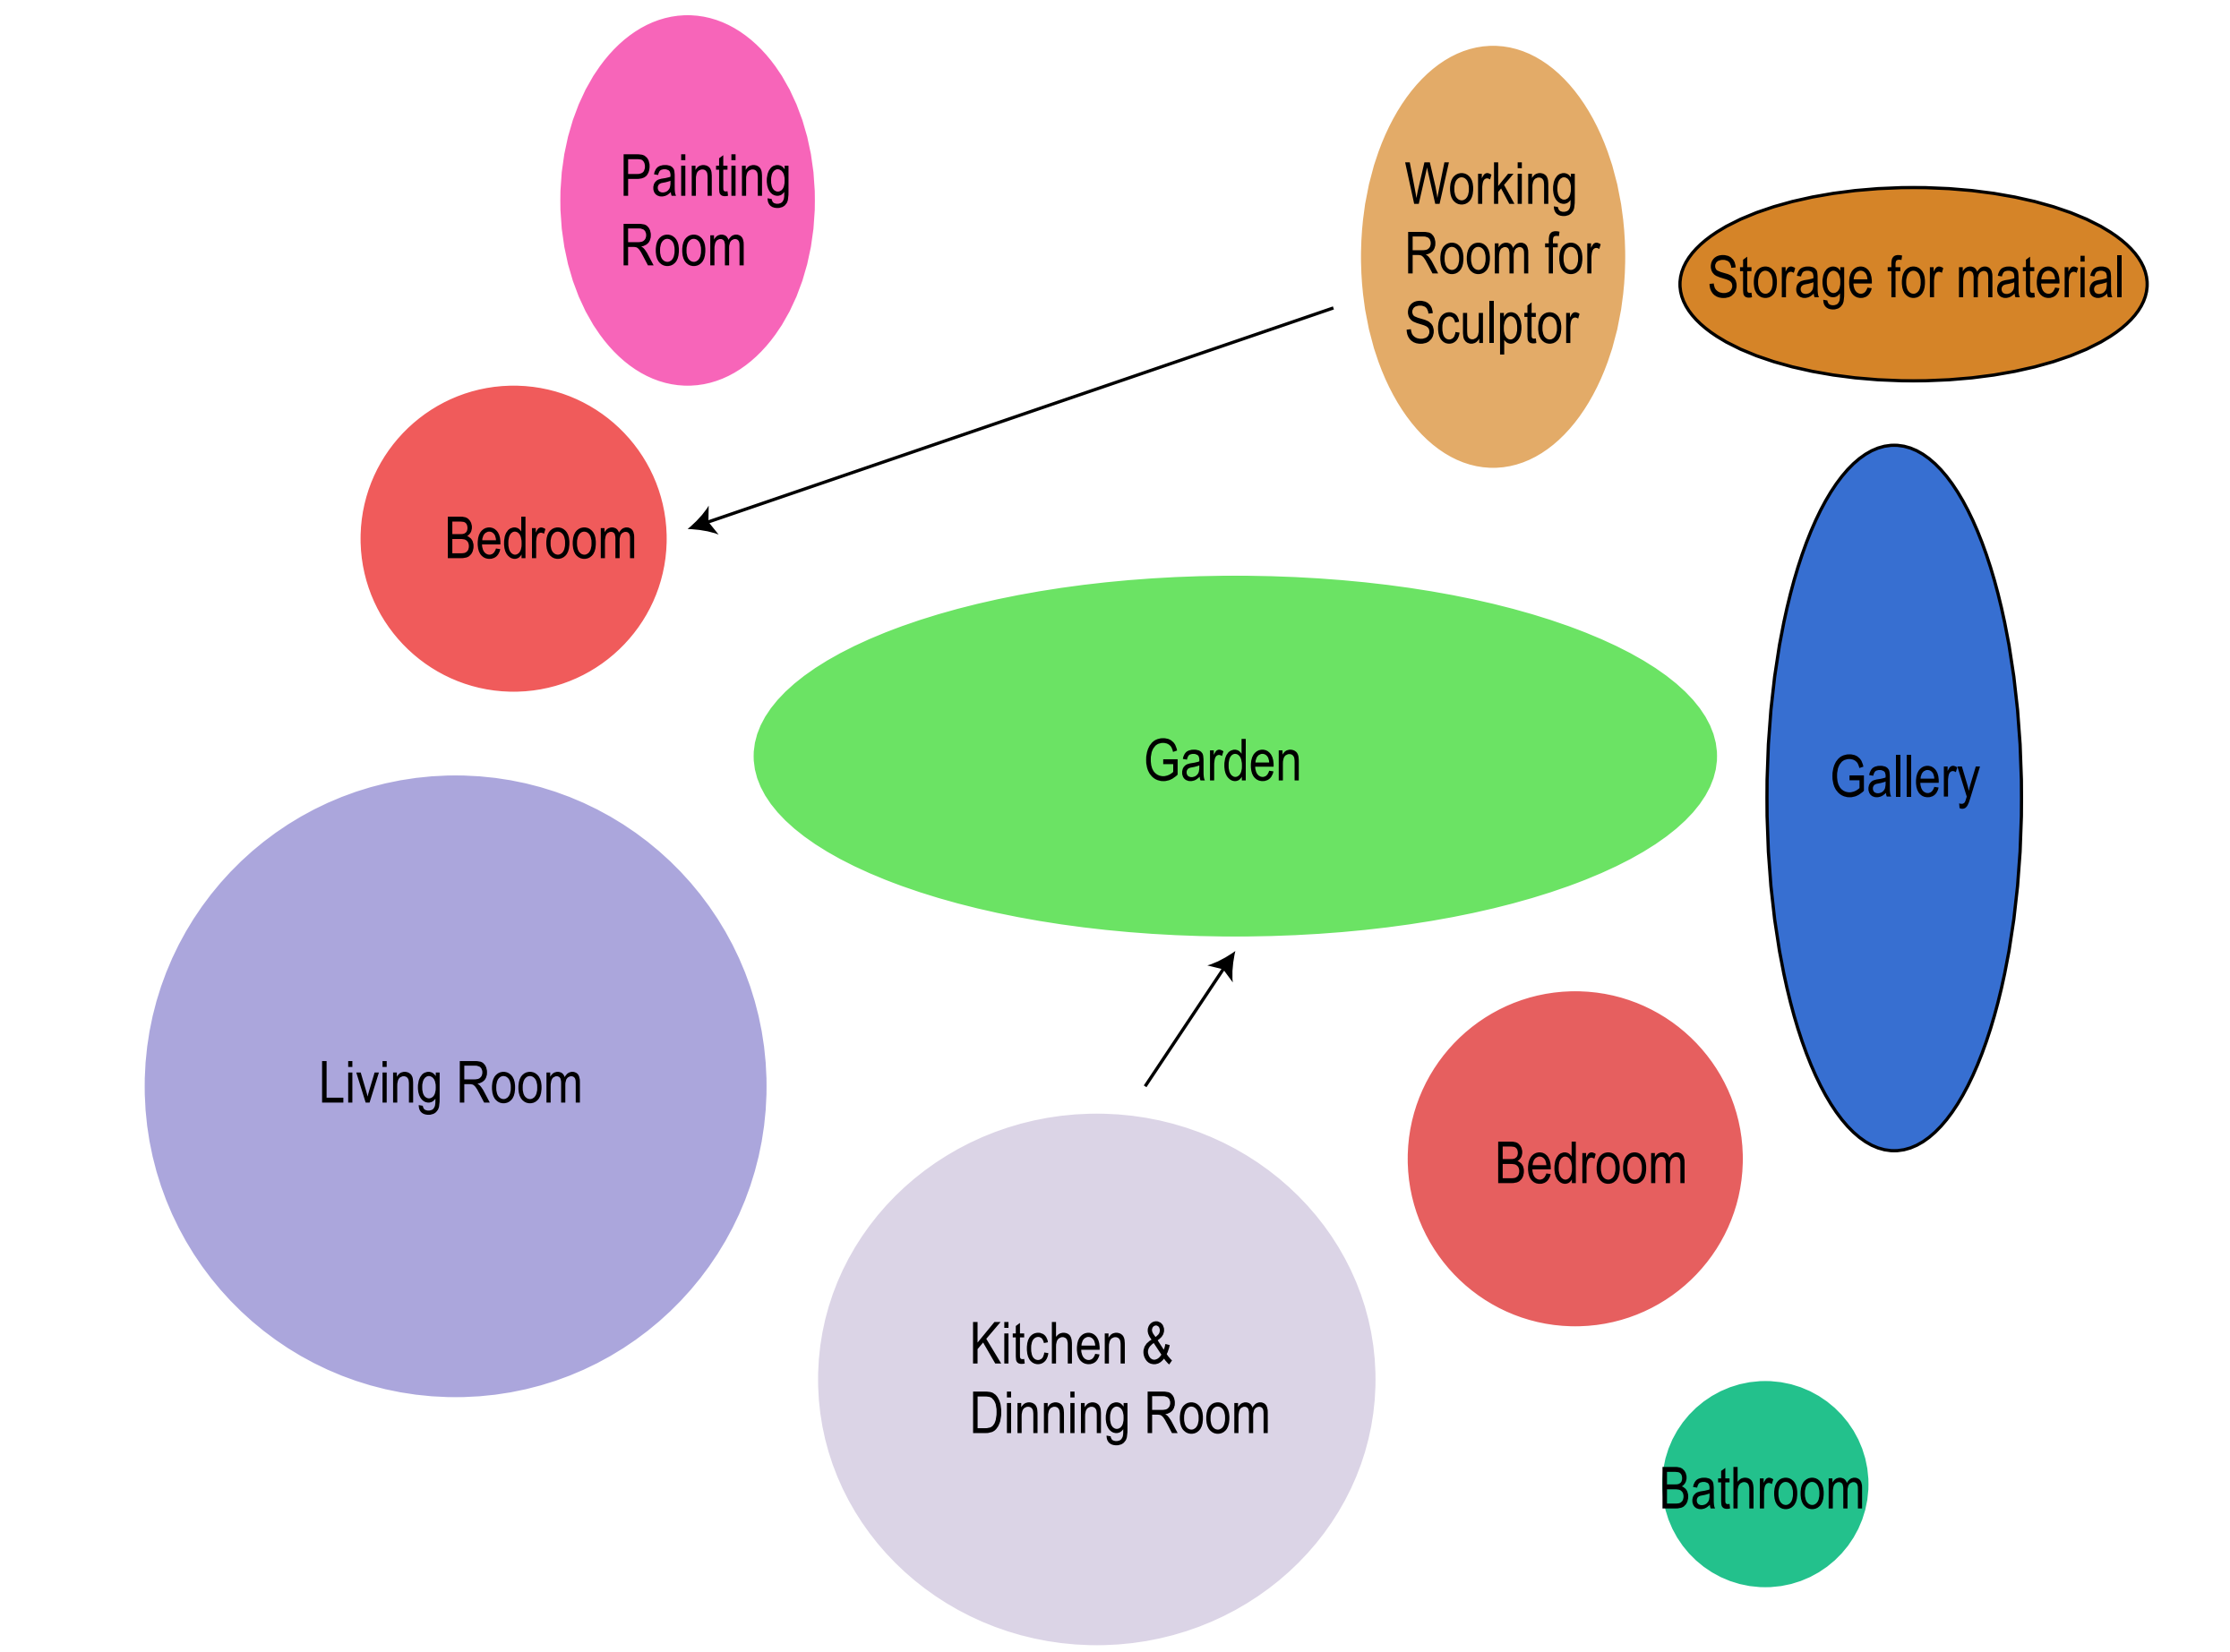 Painting
Room
Working
Room for
Sculptor
Storage for material
Bedroom
Garden
Gallery
Living Room
Bedroom
Kitchen &
Dinning Room
Bathroom